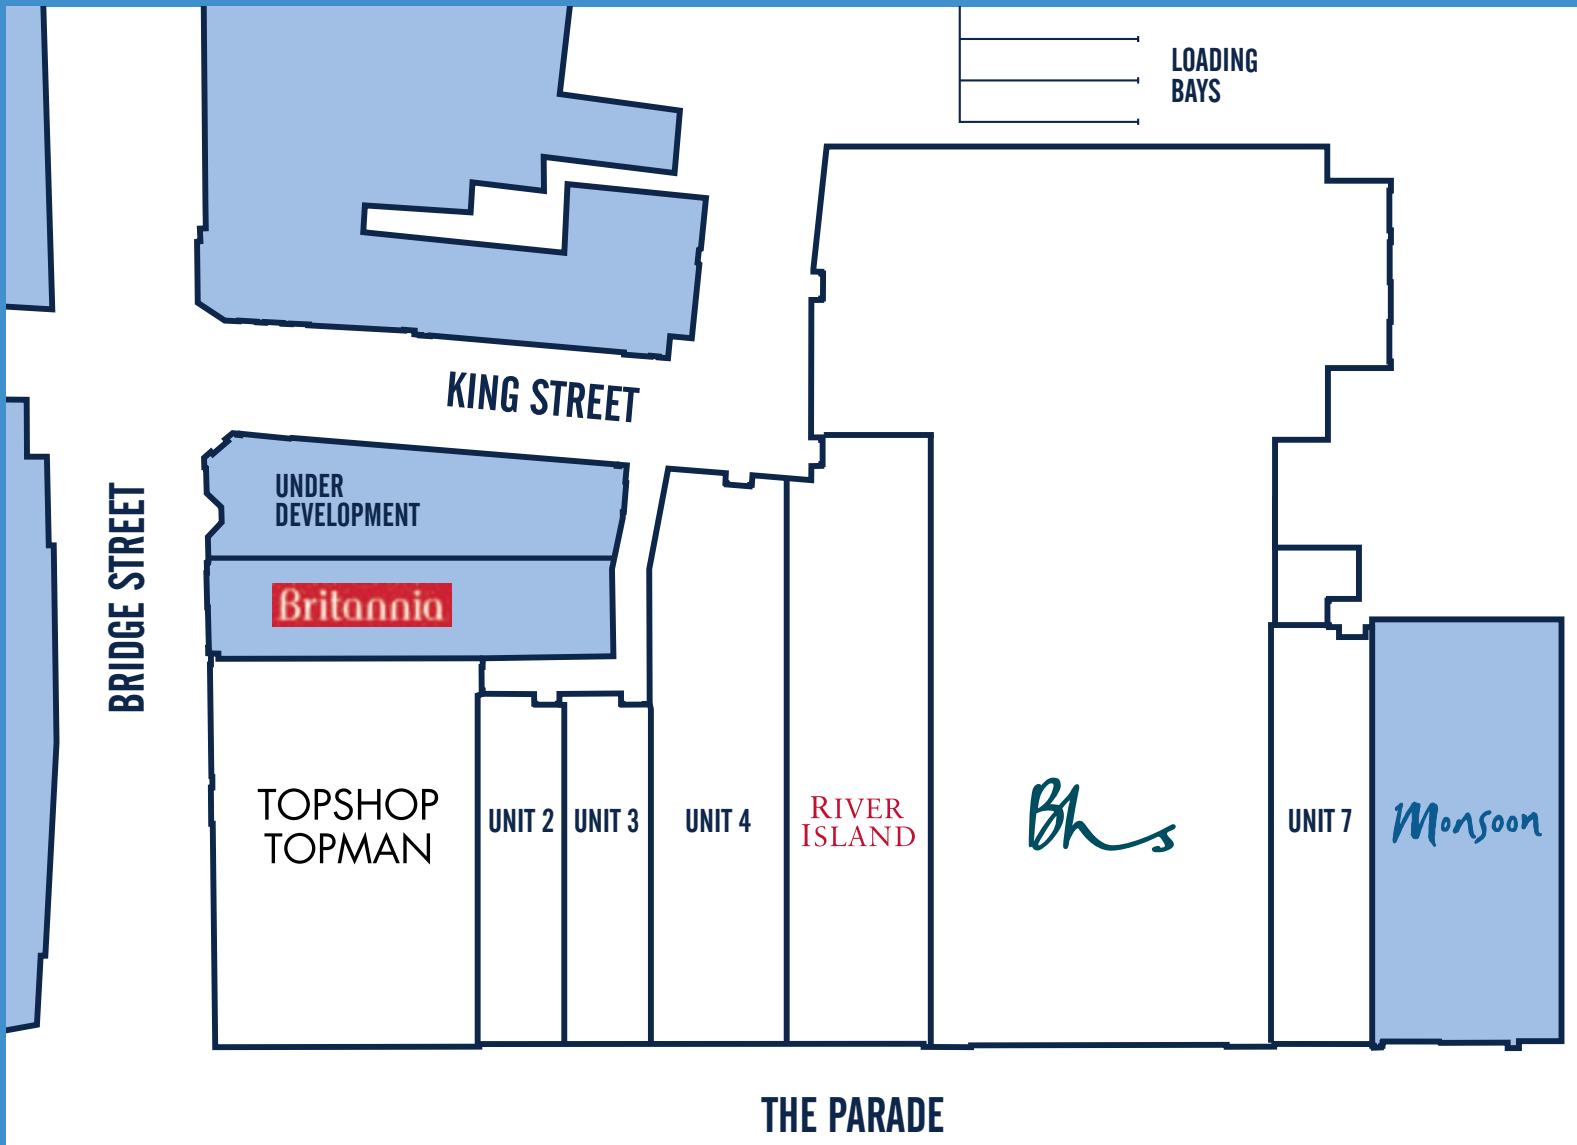 LOADING
BAYS
KING STREET
UNDER
DEVELOPMENT
BRIDGE STREET
Britannia
TOPSHOP
TOPMAN
UNIT 2
UNIT 3
UNIT 4
RIVER
ISLAND
Bhs
UNIT 7
Monsoon
THE PARADE